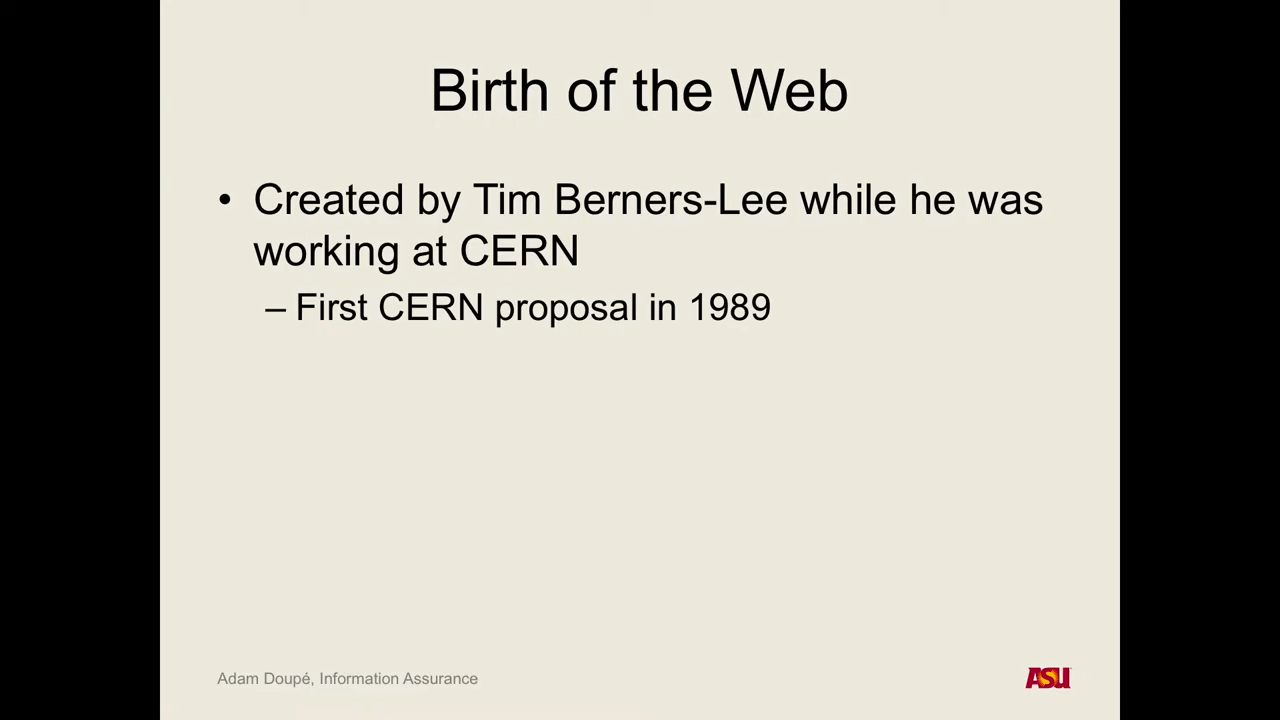 Birth of the Web
• Created by Tim Berners-Lee while he was
working at CERN
– First CERN proposal in 1989
Adam Doupé, Information Assurance
ASU